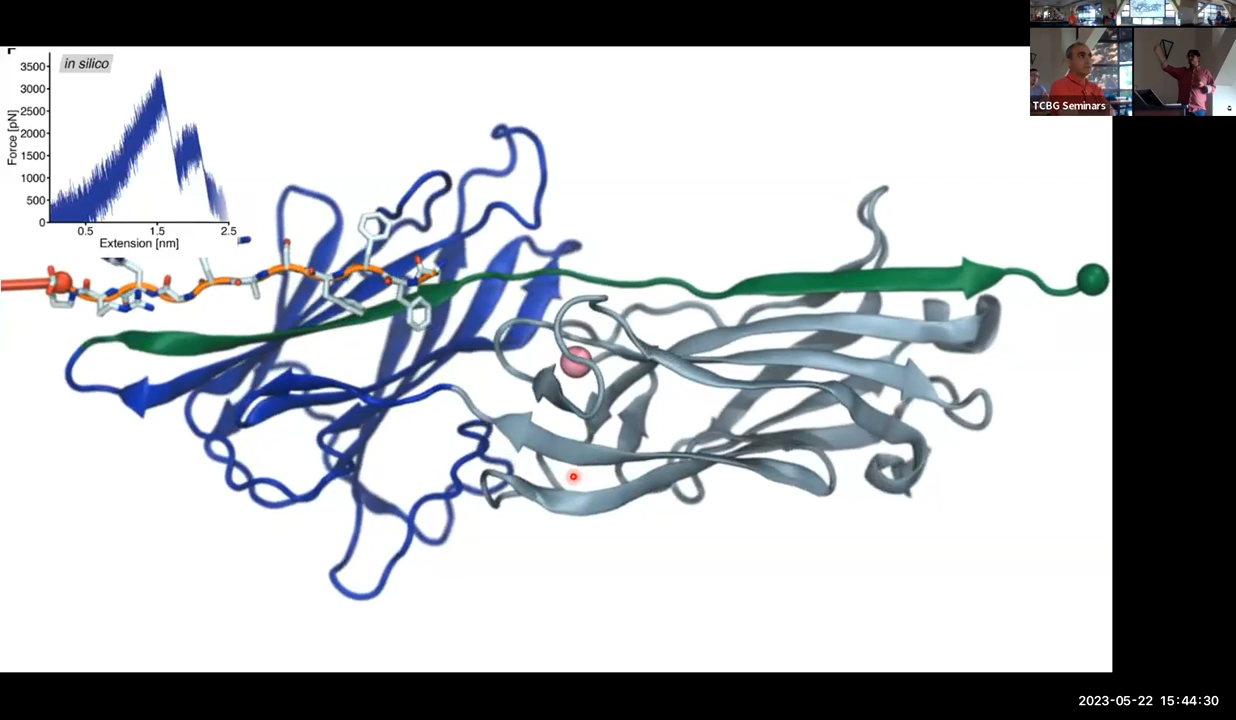 F
in silico
3500
3000
2500
2000
1500
1000
500
0
Force [pN]
0.5
1.5
2.5
Extension [nm]
TCBG Seminars
2023-05-22 15:44:30